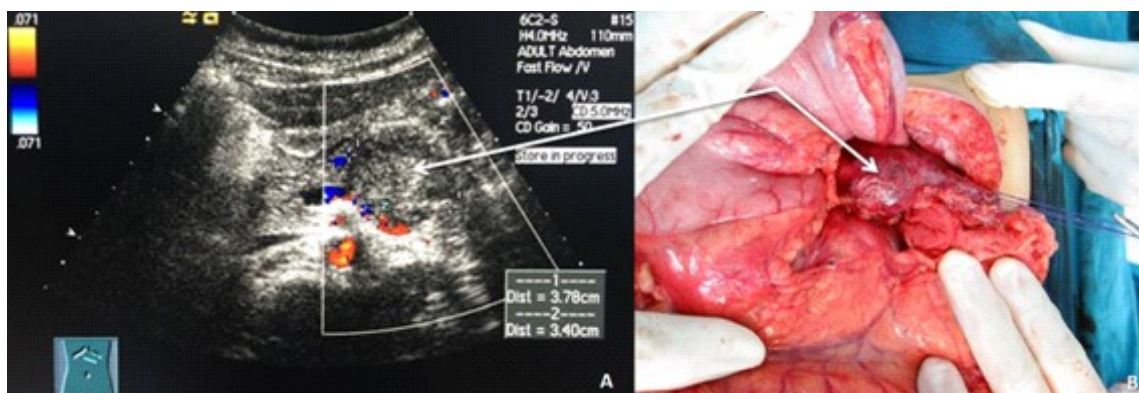 .071
.071
6C2-S #15
H4.0MHz 110mm
ADULT Abdomen
Fast Flow /V
T1/-2/ 4/V:3
2/3 CD 5.0MHz
CD Gain = 50
Store in progress
----1----
Dist = 3.78cm
----2----
Dist = 3.40cm
A
B